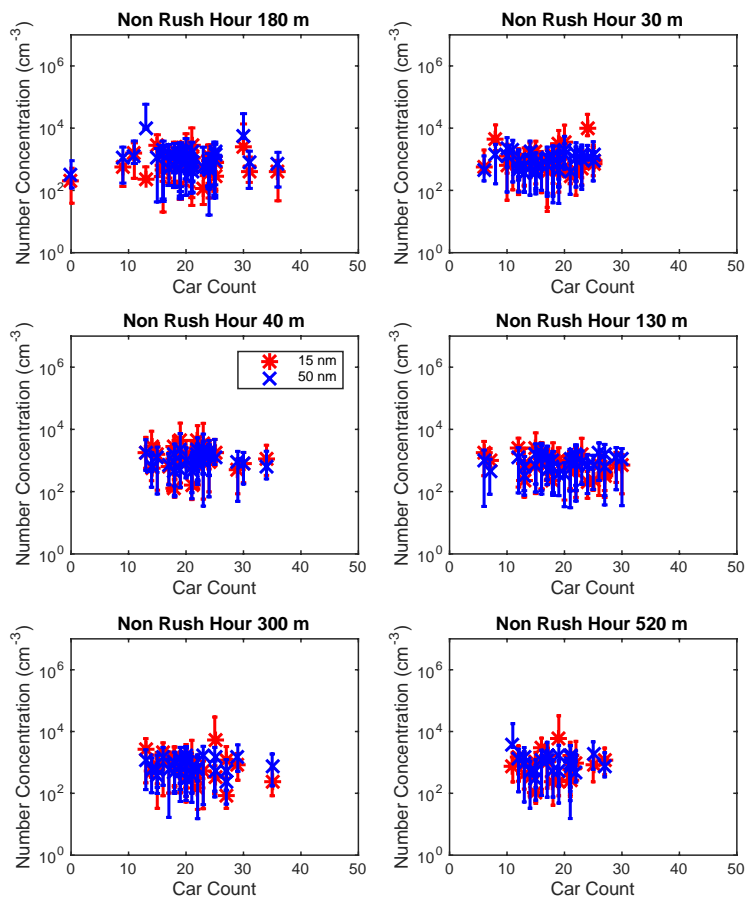 Non Rush Hour 180 m
Number Concentration (cm-3)
10^6
10^4
10^2
10^0
0 10 20 30 40 50
Car Count
Non Rush Hour 30 m
Number Concentration (cm-3)
10^6
10^4
10^2
10^0
0 10 20 30 40 50
Car Count
Non Rush Hour 40 m
Number Concentration (cm-3)
10^6
10^4
10^2
10^0
15 nm
50 nm
0 10 20 30 40 50
Car Count
Non Rush Hour 130 m
Number Concentration (cm-3)
10^6
10^4
10^2
10^0
0 10 20 30 40 50
Car Count
Non Rush Hour 300 m
Number Concentration (cm-3)
10^6
10^4
10^2
10^0
0 10 20 30 40 50
Car Count
Non Rush Hour 520 m
Number Concentration (cm-3)
10^6
10^4
10^2
10^0
0 10 20 30 40 50
Car Count